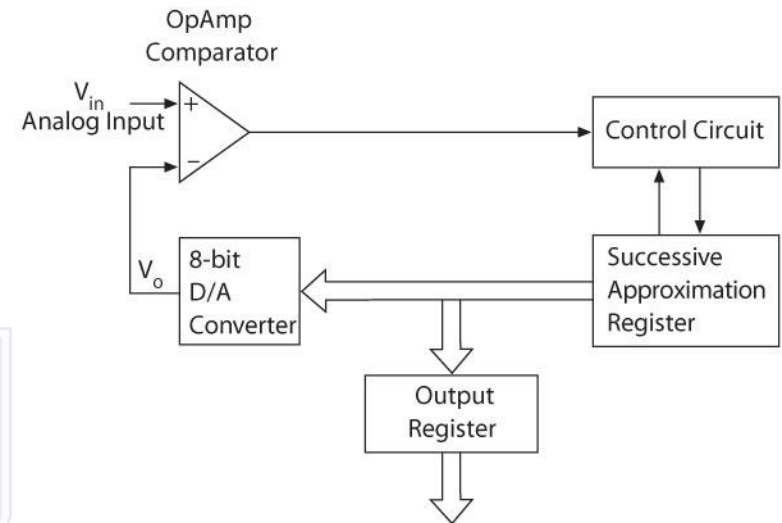 OpAmp
Comparator
V_in
Analog Input
+
−
Control Circuit
V_o
8-bit
D/A
Converter
Successive
Approximation
Register
Output
Register